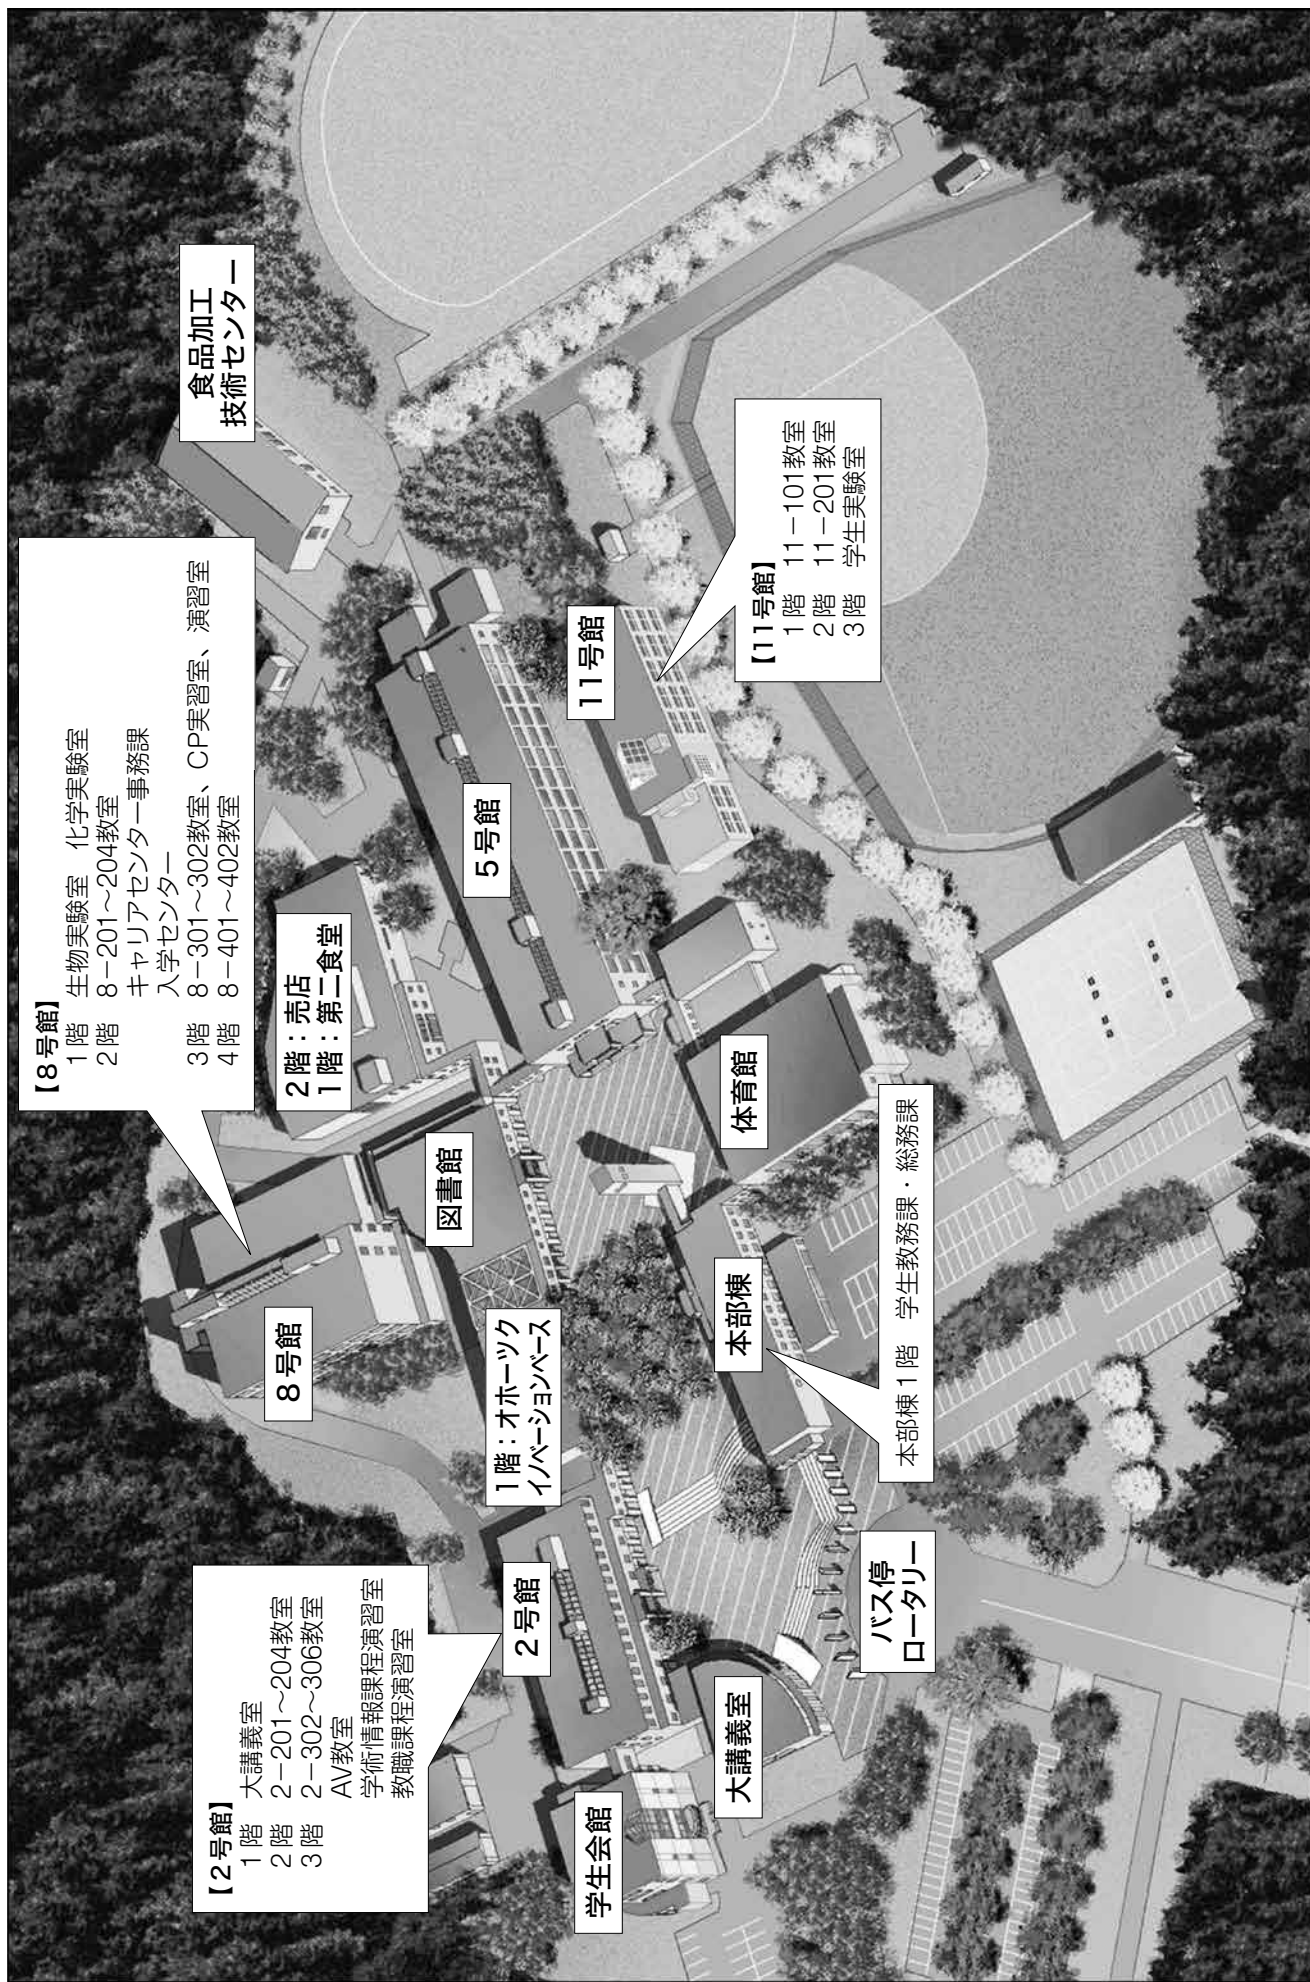 【2号館】
1階　大講義室
2階　2−201〜204教室
3階　2−302〜306教室
AV教室
学術情報課程演習室
教職課程演習室
【8号館】
1階　生物実験室　化学実験室
2階　8−201〜204教室
キャリアセンター事務課
入学センター
3階　8−301〜302教室、CP実習室、演習室
4階　8−401〜402教室
食品加工
技術センター
8号館
2階：売店
1階：第二食堂
図書館
5号館
1階：オホーツク
イノベーションベース
2号館
11号館
学生会館
大講義室
本部棟
体育館
【11号館】
1階　11−101教室
2階　11−201教室
3階　学生実験室
バス停
ロータリー
本部棟1階　学生教務課・総務課